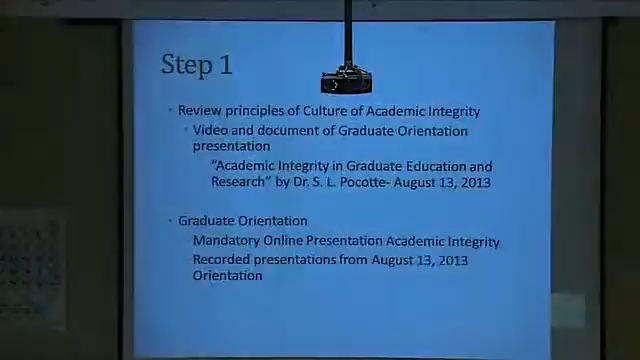 Step 1
Review principles of Culture of Academic Integrity
Video and document of Graduate Orientation
presentation
"Academic Integrity in Graduate Education and
Research" by Dr. S. L. Pocotte- August 13, 2013
Graduate Orientation
Mandatory Online Presentation Academic Integrity
Recorded presentations from August 13, 2013
Orientation